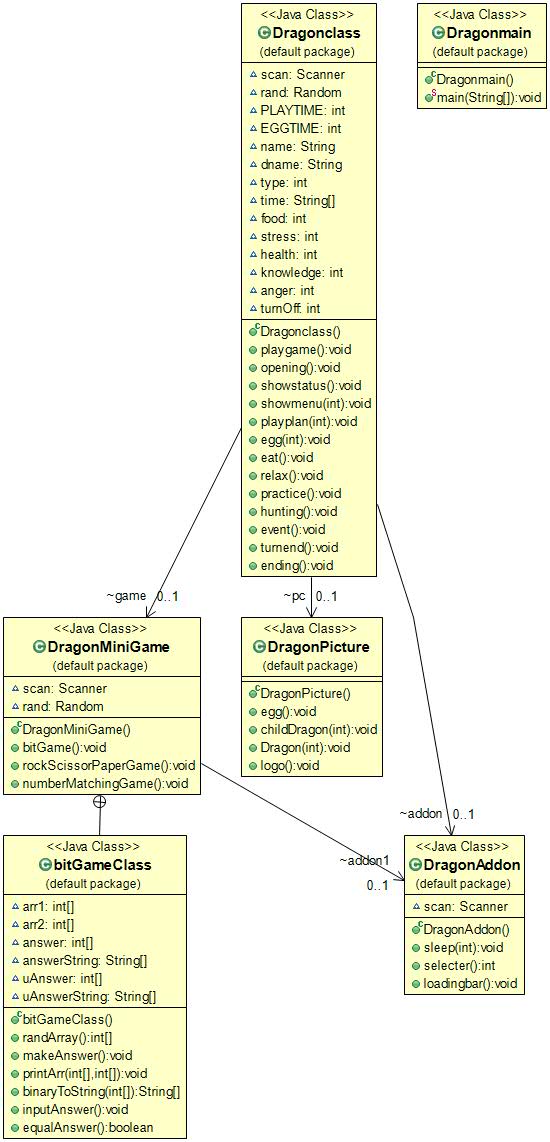 <<Java Class>>
Dragonclass
(default package)
scan: Scanner
rand: Random
PLAYTIME: int
EGGTIME: int
name: String
dname: String
type: int
time: String[]
food: int
stress: int
health: int
knowledge: int
anger: int
turnOff: int
Dragonclass()
playgame():void
opening():void
showstatus():void
showmenu(int):void
playplan(int):void
egg(int):void
eat():void
relax():void
practice():void
hunting():void
event():void
turnend():void
ending():void
<<Java Class>>
Dragonmain
(default package)
Dragonmain()
main(String[]):void
~game 0..1
~pc 0..1
<<Java Class>>
DragonMiniGame
(default package)
scan: Scanner
rand: Random
DragonMiniGame()
bitGame():void
rockScissorPaperGame():void
numberMatchingGame():void
<<Java Class>>
DragonPicture
(default package)
DragonPicture()
egg():void
childDragon(int):void
Dragon(int):void
logo():void
~addon 0..1
~addon1
0..1
<<Java Class>>
bitGameClass
(default package)
arr1: int[]
arr2: int[]
answer: int[]
answerString: String[]
uAnswer: int[]
uAnswerString: String[]
bitGameClass()
randArray():int[]
makeAnswer():void
printArr(int[],int[]):void
binaryToString(int[]):String[]
inputAnswer():void
equalAnswer():boolean
<<Java Class>>
DragonAddon
(default package)
scan: Scanner
DragonAddon()
sleep(int):void
selecter():int
loadingbar():void